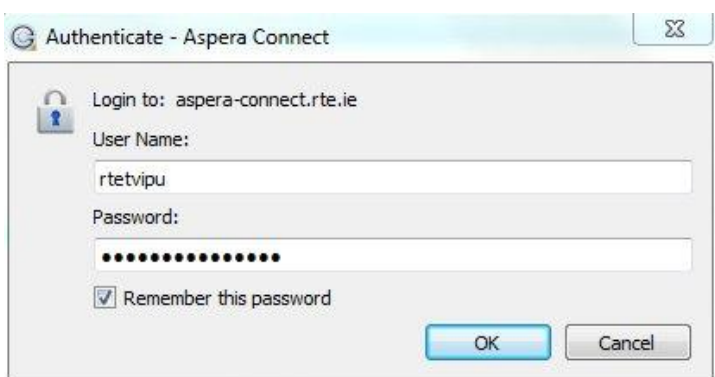 Authenticate - Aspera Connect
Login to: aspera-connect.rte.ie
User Name:
rtetvipu
Password:
●●●●●●●●●●●●●●●
Remember this password
OK Cancel